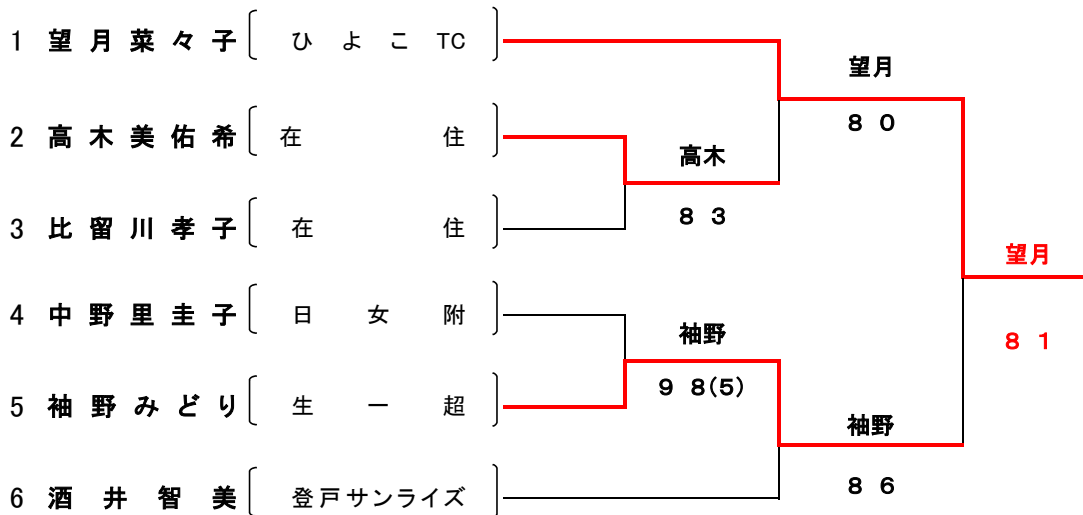 1 望月菜々子 ひよこTC
望月
8 0
2 高木美佑希 在住
高木
8 3
3 比留川孝子 在住
望月
8 1
4 中野里圭子 日女附
袖野
9 8(5)
5 袖野みどり 生一超
袖野
8 6
6 酒井智美 登戸サンライズ